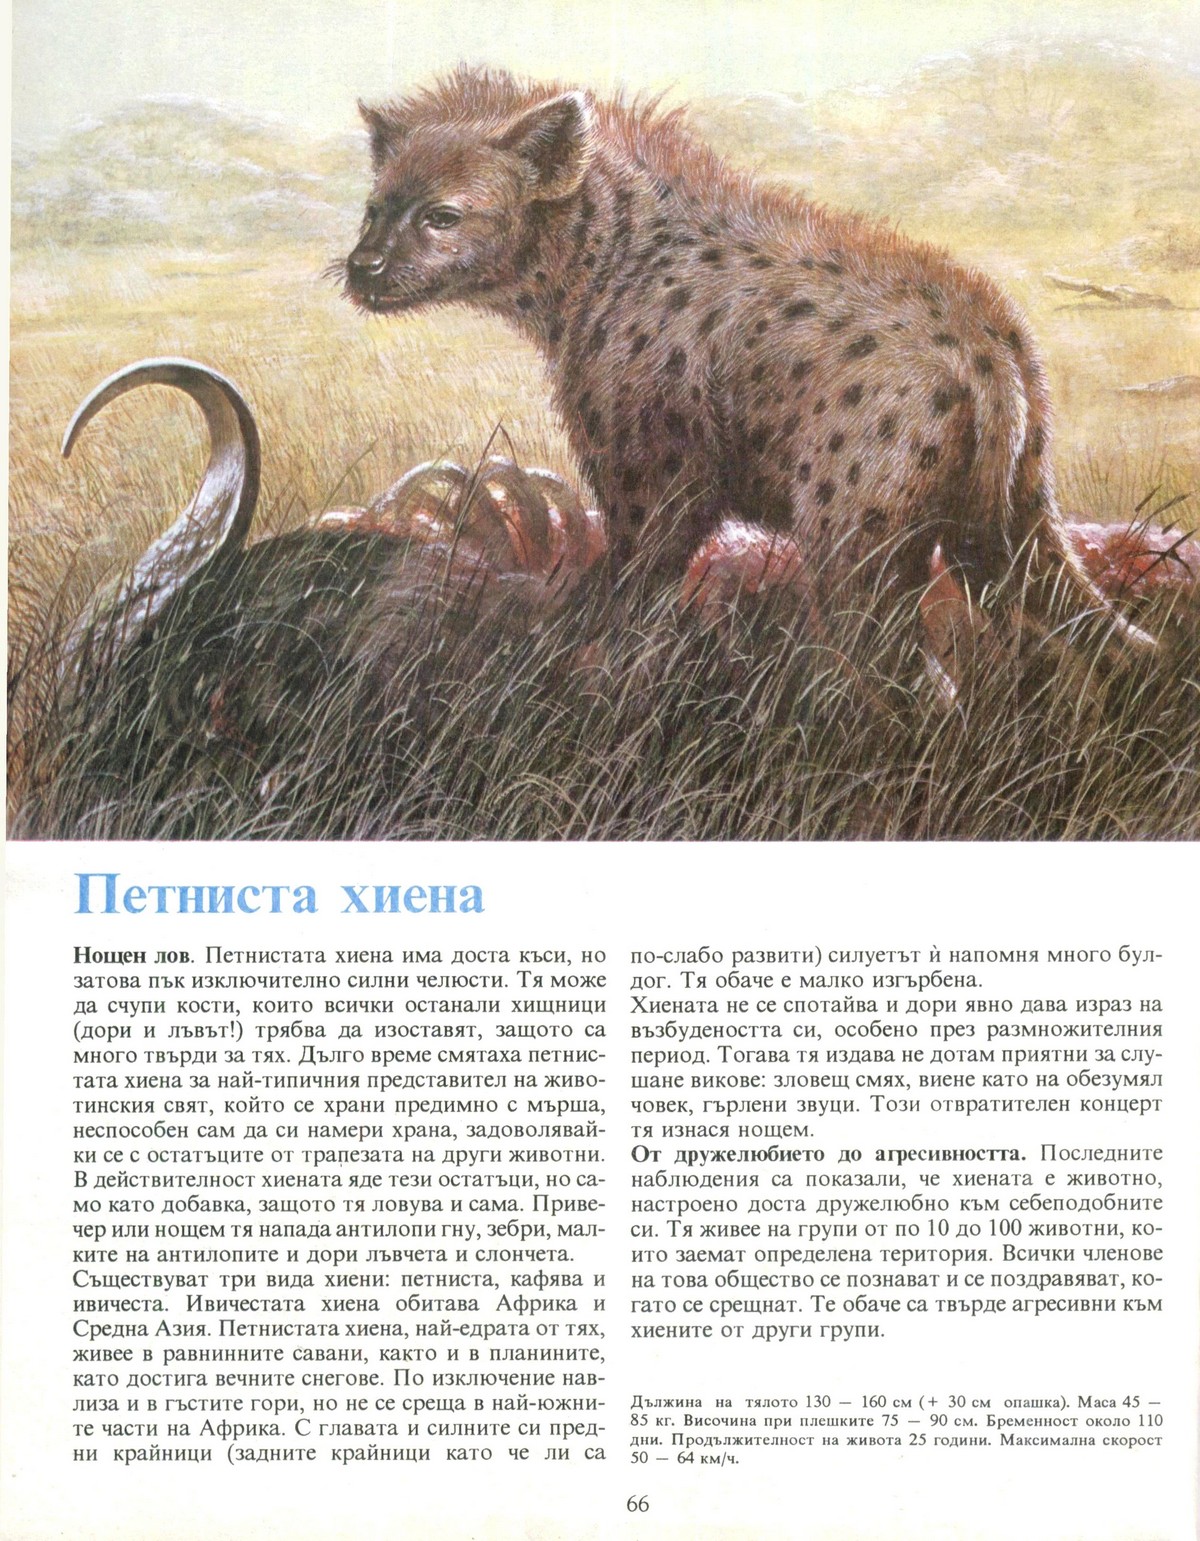 Петниста хиена
Нощен лов. Петнистата хиена има доста къси, но
затова пък изключително силни челюсти. Тя може
да счупи кости, които всички останали хищници
(дори и лъвът!) трябва да изоставят, защото са
много твърди за тях. Дълго време смятаха петнис-
тата хиена за най-типичния представител на живо-
тинския свят, който се храни предимно с мърша,
неспособен сам да си намери храна, задоволявай-
ки се с остатъците от трапезата на други животни.
В действителност хиената яде тези остатъци, но са-
мо като добавка, защото тя ловува и сама. Приве-
чер или нощем тя напада антилопи гну, зебри, мал-
ките на антилопите и дори лъвчета и слончета.
Съществуват три вида хиени: петниста, кафява и
ивичеста. Ивичестата хиена обитава Африка и
Средна Азия. Петнистата хиена, най-едрата от тях,
живее в равнинните савани, както и в планините,
като достига вечните снегове. По изключение нав-
лиза и в гъстите гори, но не се среща в най-южни-
те части на Африка. С главата и силните си пред-
ни крайници (задните крайници като че ли са
по-слабо развити) силуетът ѝ напомня много бул-
дог. Тя обаче е малко изгърбена.
Хиената не се спотайва и дори явно дава израз на
възбудеността си, особено през размножителния
период. Тогава тя издава не дотам приятни за слу-
шане викове: зловещ смях, виене като на обезумял
човек, гърлени звуци. Този отвратителен концерт
тя изнася нощем.
От дружелюбието до агресивността. Последните
наблюдения са показали, че хиената е животно,
настроено доста дружелюбно към себеподобните
си. Тя живее на групи от по 10 до 100 животни, ко-
ито заемат определена територия. Всички членове
на това общество се познават и се поздравяват, ко-
гато се срещнат. Те обаче са твърде агресивни към
хиените от други групи.
Дължина на тялото 130 — 160 см (+ 30 см опашка). Маса 45 —
85 кг. Височина при плешките 75 — 90 см. Бременност около 110
дни. Продължителност на живота 25 години. Максимална скорост
50 — 64 км/ч.
66